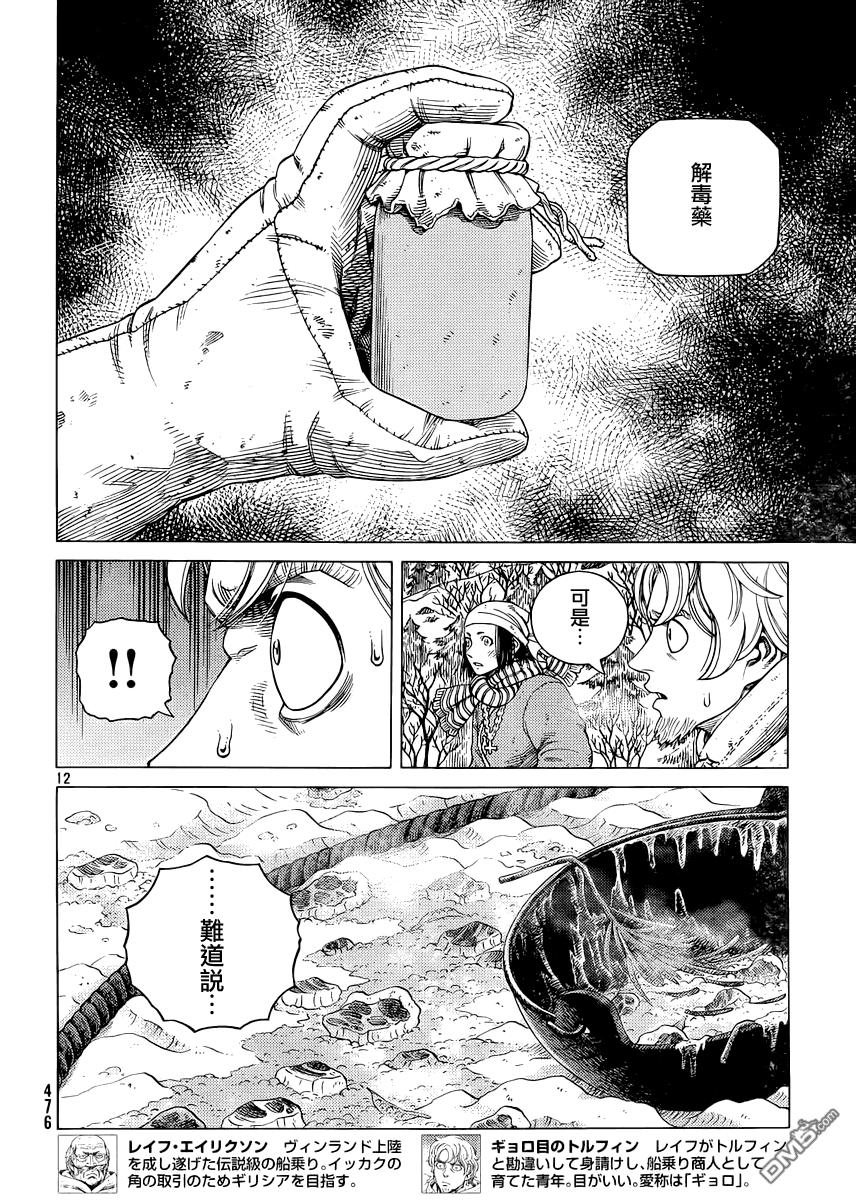 解毒藥
可是…
!!
12
……難道説…
476
レイフ・エイリクソン ヴィンランド上陸
を成し遂げた伝説級の船乗り。イッカクの
角の取引のためギリシアを目指す。
ギョロ目のトルフィン レイフがトルフィン
と勘違いして身請けし、船乗り商人として
育てた青年。目がいい。愛称は「ギョロ」。
DMB.com